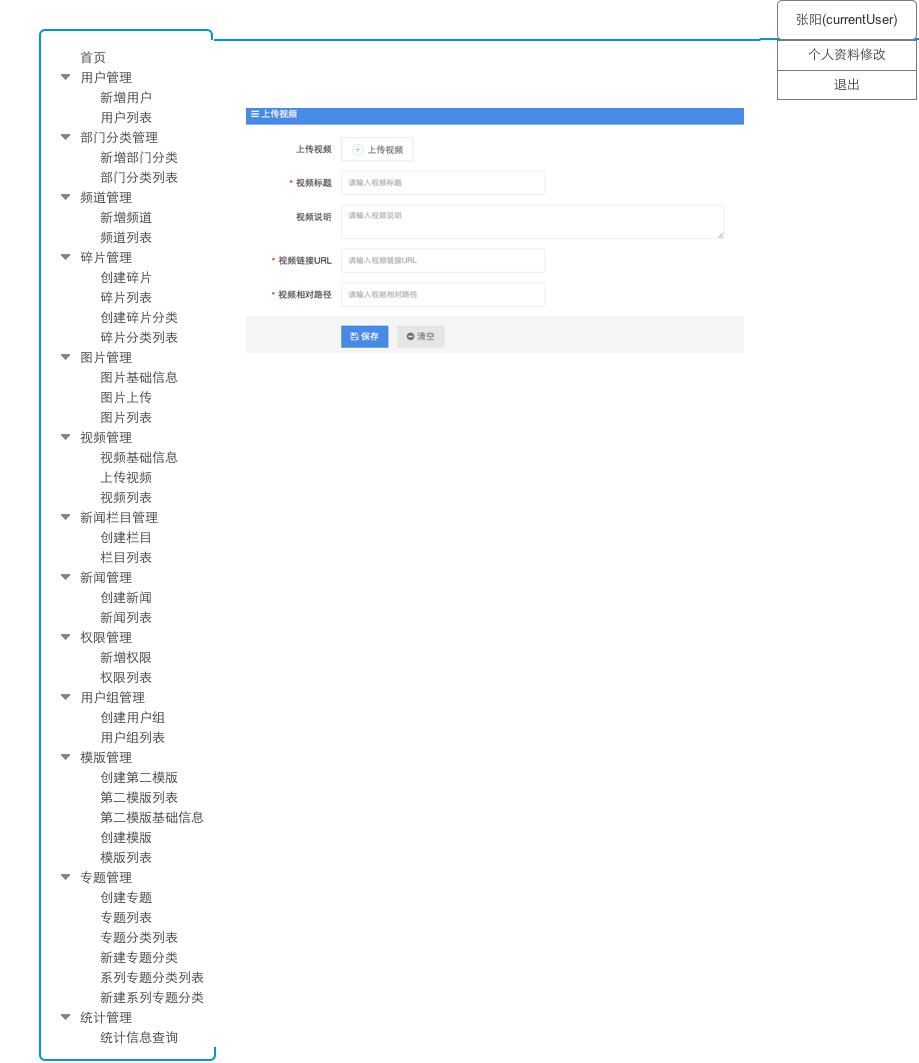 张阳(currentUser)
个人资料修改
退出
首页
用户管理
新增用户
用户列表
部门分类管理
新增部门分类
部门分类列表
频道管理
新增频道
频道列表
碎片管理
创建碎片
碎片列表
创建碎片分类
碎片分类列表
图片管理
图片基础信息
图片上传
图片列表
视频管理
视频基础信息
上传视频
视频列表
新闻栏目管理
创建栏目
栏目列表
新闻管理
创建新闻
新闻列表
权限管理
新增权限
权限列表
用户组管理
创建用户组
用户组列表
模版管理
创建第二模版
第二模版列表
第二模版基础信息
创建模版
模版列表
专题管理
创建专题
专题列表
专题分类列表
新建专题分类
系列专题分类列表
新建系列专题分类
统计管理
统计信息查询
上传视频
上传视频 上传视频
* 视频标题 请输入视频标题
视频说明 请输入视频说明
* 视频链接URL 请输入视频链接URL
* 视频相对路径 请输入视频相对路径
保存 清空